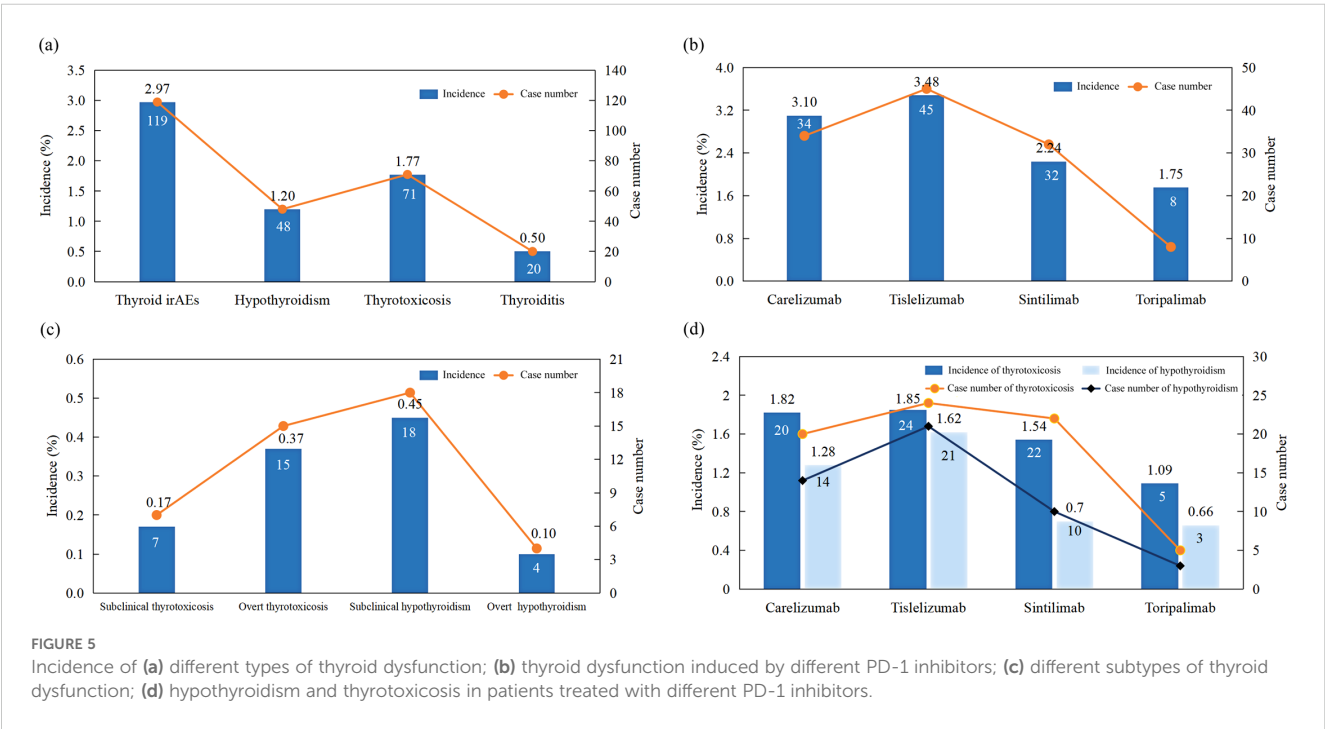 (a)
3.5
3.0
2.5
2.0
1.5
1.0
0.5
0.0
Incidence (%)
140
120
100
80
60
40
20
0
Case number
Incidence
Case number
2.97
119
1.20
48
1.77
71
0.50
20
Thyroid irAEs
Hypothyroidism
Thyrotoxicosis
Thyroiditis
(b)
4.0
3.2
2.4
1.6
0.8
0.0
Incidence (%)
50
40
30
20
10
0
Case number
Incidence
Case number
3.10
34
3.48
45
2.24
32
1.75
8
Carelizumab
Tislelizumab
Sintilimab
Toripalimab
(c)
0.6
0.5
0.4
0.3
0.2
0.1
0.0
Incidence (%)
21
18
15
12
9
6
3
0
Case number
Incidence
Case number
0.17
7
0.37
15
0.45
18
0.10
4
Subclinical thyrotoxicosis
Overt thyrotoxicosis
Subclinical hypothyroidism
Overt hypothyroidism
(d)
2.4
2
1.6
1.2
0.8
0.4
0
Incidence (%)
30
25
20
15
10
5
0
Case number
Incidence of thyrotoxicosis
Incidence of hypothyroidism
Case number of thyrotoxicosis
Case number of hypothyroidism
1.82
20
1.28
14
1.85
24
1.62
21
1.54
22
0.7
10
1.09
5
0.66
3
Carelizumab
Tislelizumab
Sintilimab
Toripalimab
FIGURE 5
Incidence of (a) different types of thyroid dysfunction; (b) thyroid dysfunction induced by different PD-1 inhibitors; (c) different subtypes of thyroid
dysfunction; (d) hypothyroidism and thyrotoxicosis in patients treated with different PD-1 inhibitors.